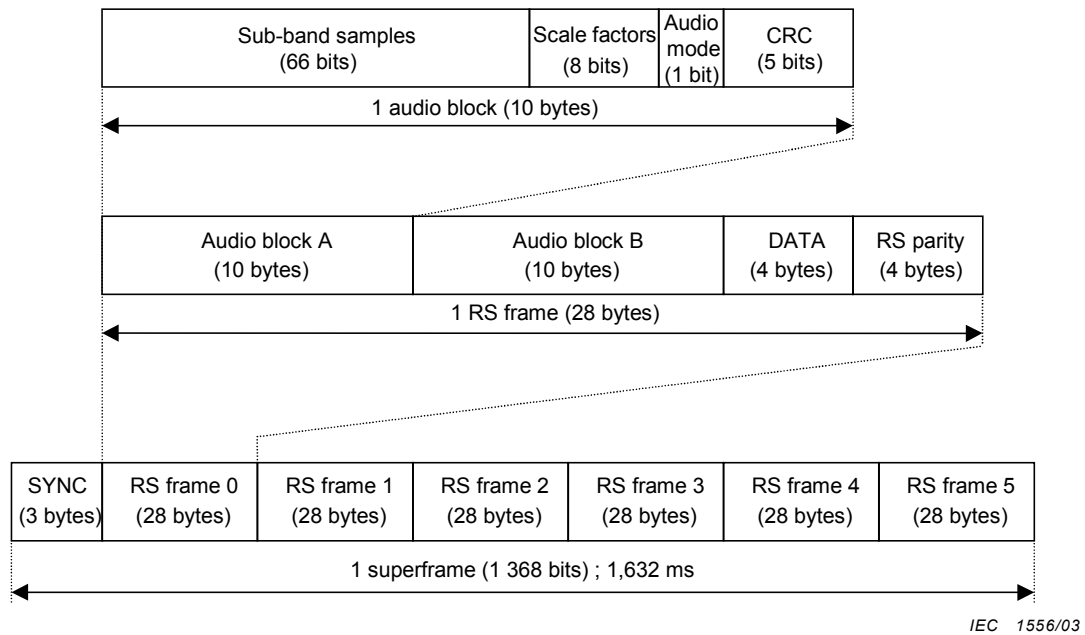 Sub-band samples
(66 bits)
Scale factors
(8 bits)
Audio
mode
(1 bit)
CRC
(5 bits)
1 audio block (10 bytes)
Audio block A
(10 bytes)
Audio block B
(10 bytes)
DATA
(4 bytes)
RS parity
(4 bytes)
1 RS frame (28 bytes)
SYNC
(3 bytes)
RS frame 0
(28 bytes)
RS frame 1
(28 bytes)
RS frame 2
(28 bytes)
RS frame 3
(28 bytes)
RS frame 4
(28 bytes)
RS frame 5
(28 bytes)
1 superframe (1 368 bits) ; 1,632 ms
IEC 1556/03